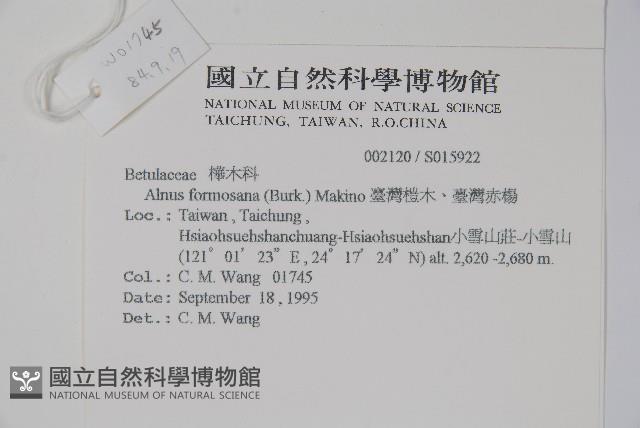 W01745
84.9.19
國立自然科學博物館
NATIONAL MUSEUM OF NATURAL SCIENCE
TAICHUNG, TAIWAN, R.O.CHINA
002120 / S015922
Betulaceae 樺木科
Alnus formosana (Burk.) Makino 臺灣榿木、臺灣赤楊
Loc.: Taiwan , Taichung ,
Hsiaohsuehshanchuang-Hsiaohsuehshan小雪山莊-小雪山
(121° 01' 23" E , 24° 17' 24" N) alt. 2,620 -2,680 m.
Col.: C. M. Wang 01745
Date: September 18 , 1995
Det.: C. M. Wang
國立自然科學博物館
NATIONAL MUSEUM OF NATURAL SCIENCE